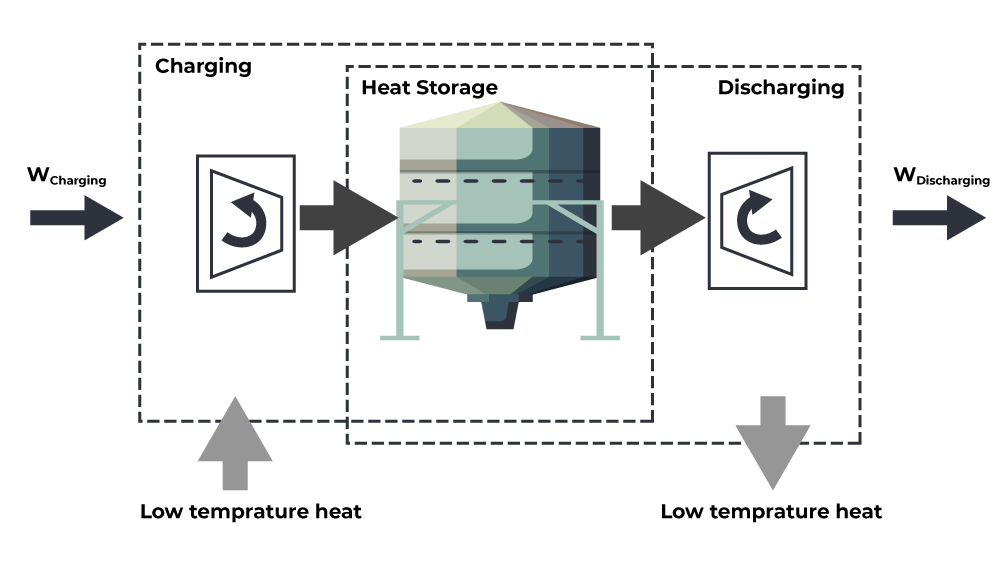 Charging
Heat Storage
Discharging
WCharging
WDischarging
Low temprature heat
Low temprature heat